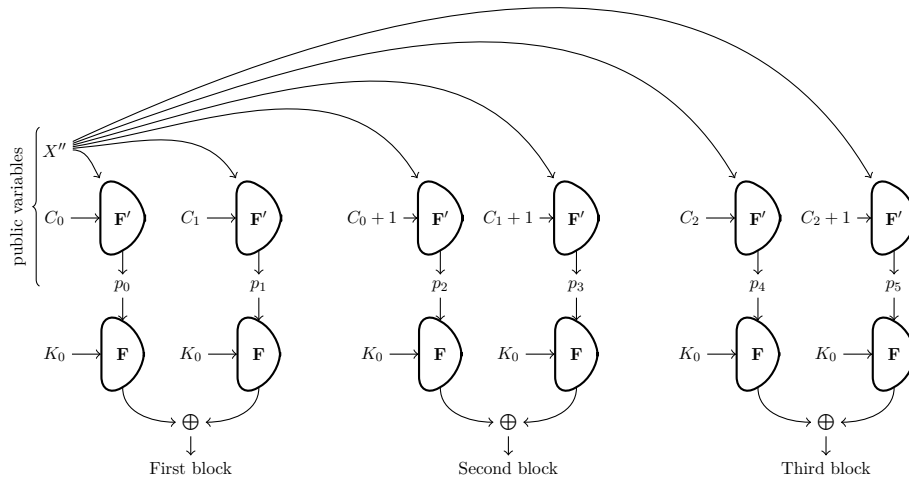 public variables
X''
C₀ F' C₁ F' C₀ + 1 F' C₁ + 1 F' C₂ F' C₂ + 1 F'
p₀ p₁ p₂ p₃ p₄ p₅
K₀ F K₀ F K₀ F K₀ F K₀ F K₀ F
⊕ ⊕ ⊕
First block Second block Third block